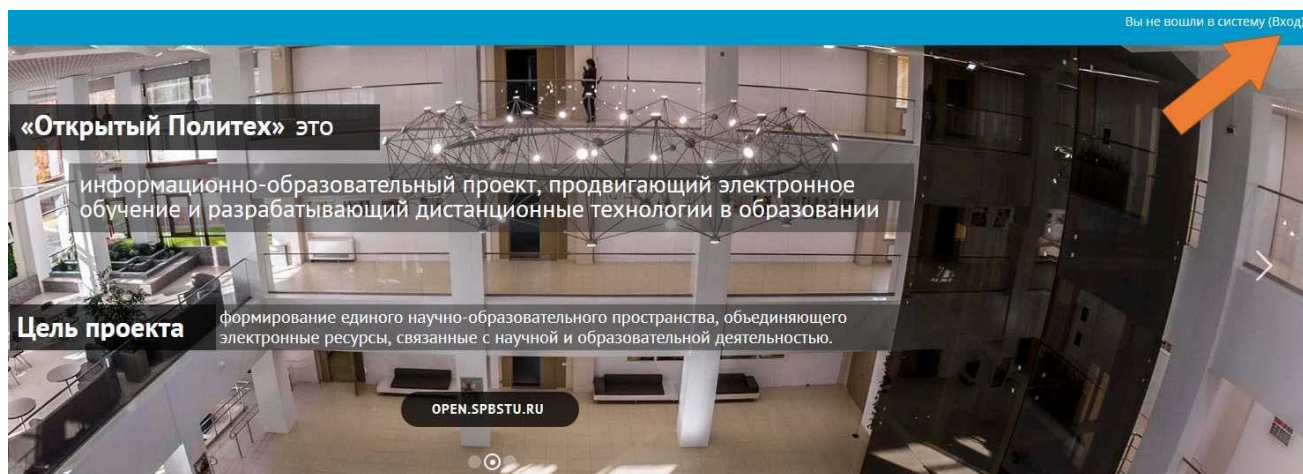 Вы не вошли в систему (Вход)
«Открытый Политех» это
информационно-образовательный проект, продвигающий электронное
обучение и разрабатывающий дистанционные технологии в образовании
Цель проекта
формирование единого научно-образовательного пространства, объединяющего
электронные ресурсы, связанные с научной и образовательной деятельностью.
OPEN.SPBSTU.RU